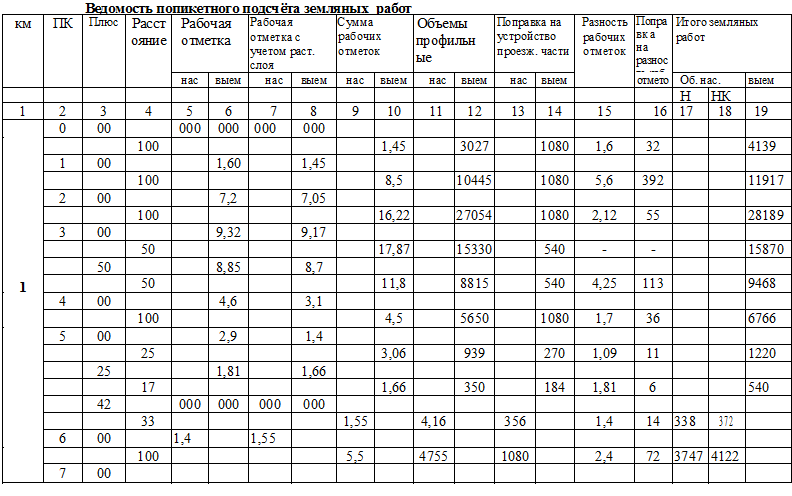 Ведомость попикетного подсчёта земляных работ
км ПК Плюс Расст ояние Рабочая отметка Рабочая отметка с учетом раст. слоя Сумма рабочих отметок Объемы профильн ые Поправка на устройство проезж. части Разность рабочих отметок Попра вк а на разнос отмето Итого земляных работ
нас выем нас выем нас выем нас выем нас выем Об. нас. выем
Н НК
1 2 3 4 5 6 7 8 9 10 11 12 13 14 15 16 17 18 19
0 00 000 000 000 000
100 1,45 3027 1080 1,6 32 4139
1 00 1,60 1,45
100 8,5 10445 1080 5,6 392 11917
2 00 7,2 7,05
100 16,22 27054 1080 2,12 55 28189
3 00 9,32 9,17
50 17,87 15330 540 - - 15870
50 8,85 8,7
1 50 11,8 8815 540 4,25 113 9468
4 00 4,6 3,1
100 4,5 5650 1080 1,7 36 6766
5 00 2,9 1,4
25 3,06 939 270 1,09 11 1220
25 1,81 1,66
17 1,66 350 184 1,81 6 540
42 000 000 000 000
33 1,55 4,16 356 1,4 14 338 372
6 00 1,4 1,55
100 5,5 4755 1080 2,4 72 3747 4122
7 00